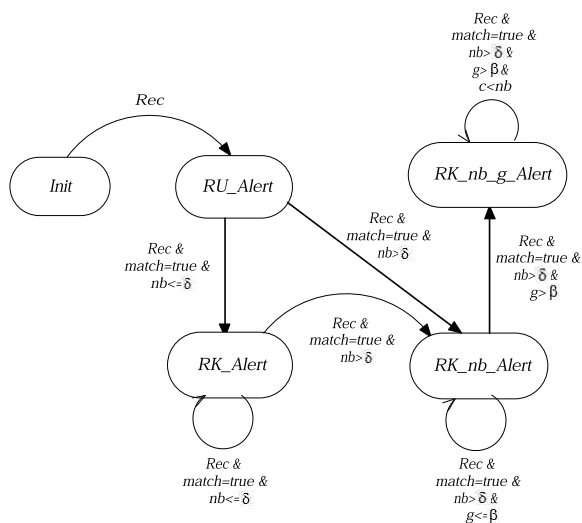 Rec &
match=true &
nb> δ &
g> β &
c<nb
Rec
Init
RU_Alert
RK_nb_g_Alert
Rec &
match=true &
nb<= δ
Rec &
match=true &
nb> δ
Rec &
match=true &
nb> δ &
g> β
Rec &
match=true &
nb> δ
RK_Alert
RK_nb_Alert
Rec &
match=true &
nb<= δ
Rec &
match=true &
nb> δ &
g<= β